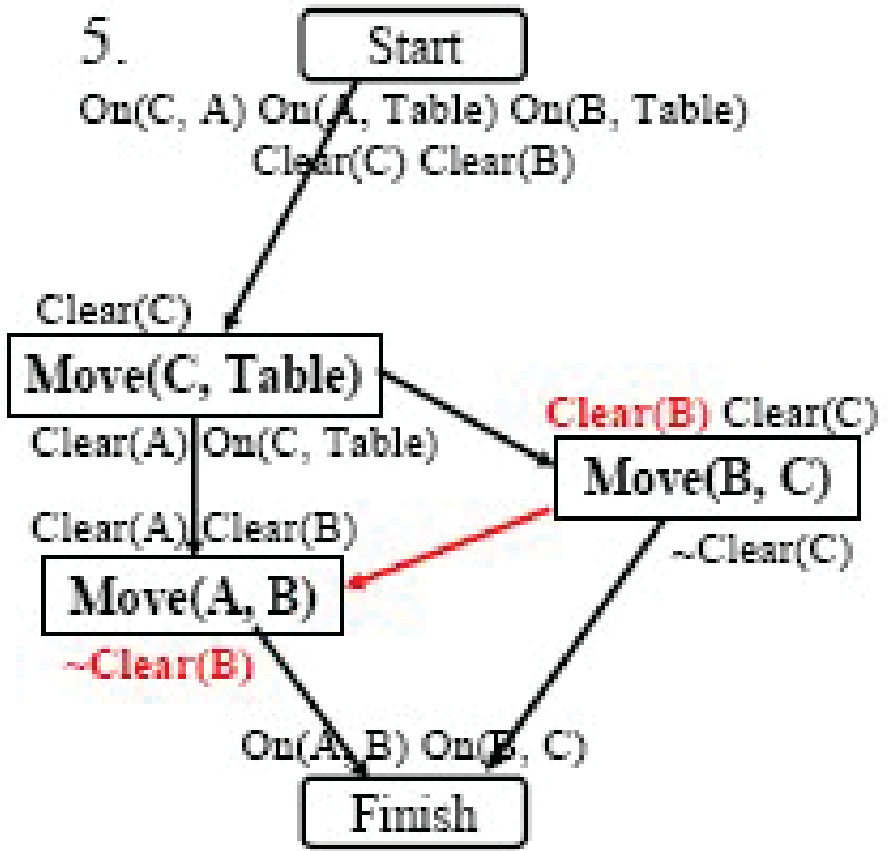 5.
Start
On(C, A) On(A, Table) On(B, Table)
Clear(C) Clear(B)
Clear(C)
Move(C, Table)
Clear(A) On(C, Table)
Clear(B) Clear(C)
Move(B, C)
~Clear(C)
Clear(A) Clear(B)
Move(A, B)
~Clear(B)
On(A, B) On(B, C)
Finish